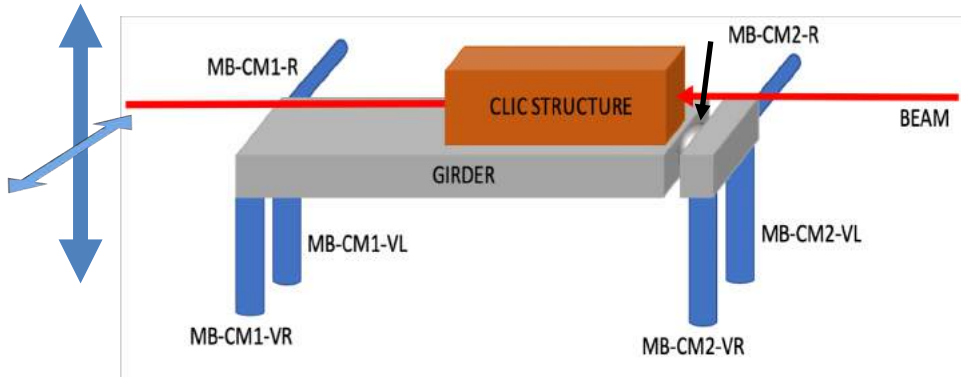 MB-CM2-R
MB-CM1-R
CLIC STRUCTURE
BEAM
GIRDER
MB-CM1-VL
MB-CM2-VL
MB-CM1-VR
MB-CM2-VR